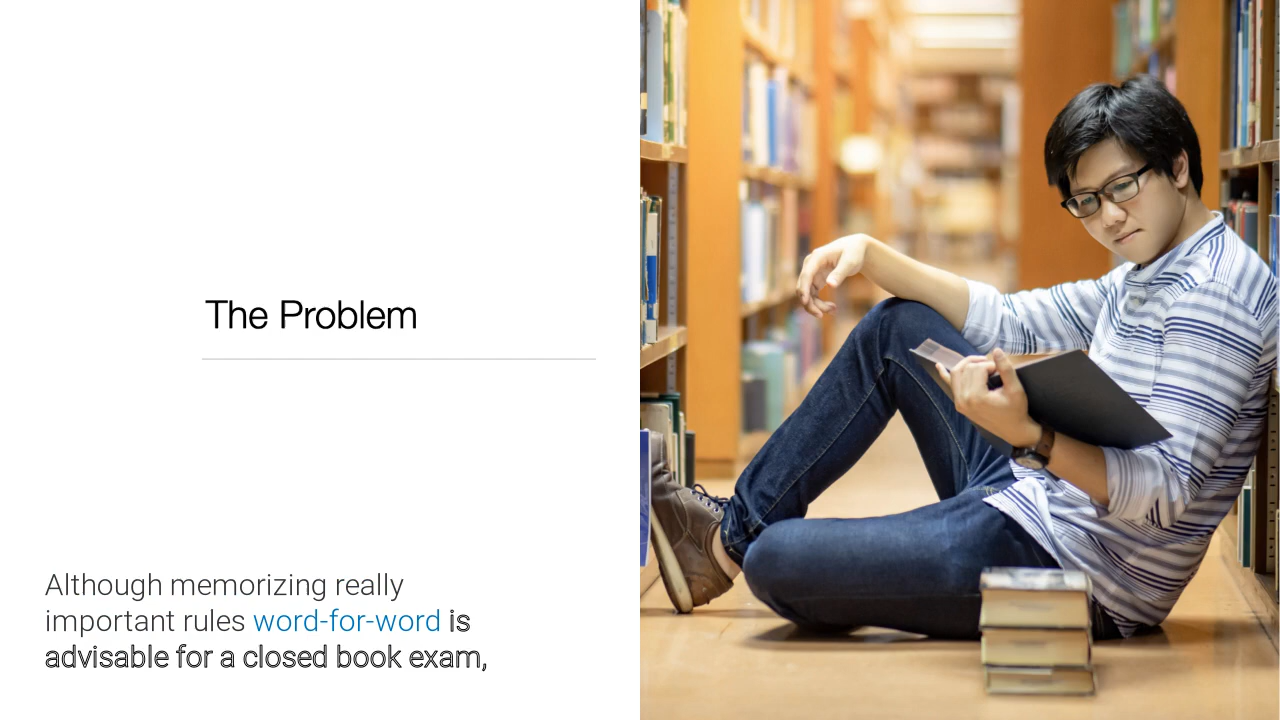 The Problem
Although memorizing really
important rules word-for-word is
advisable for a closed book exam,